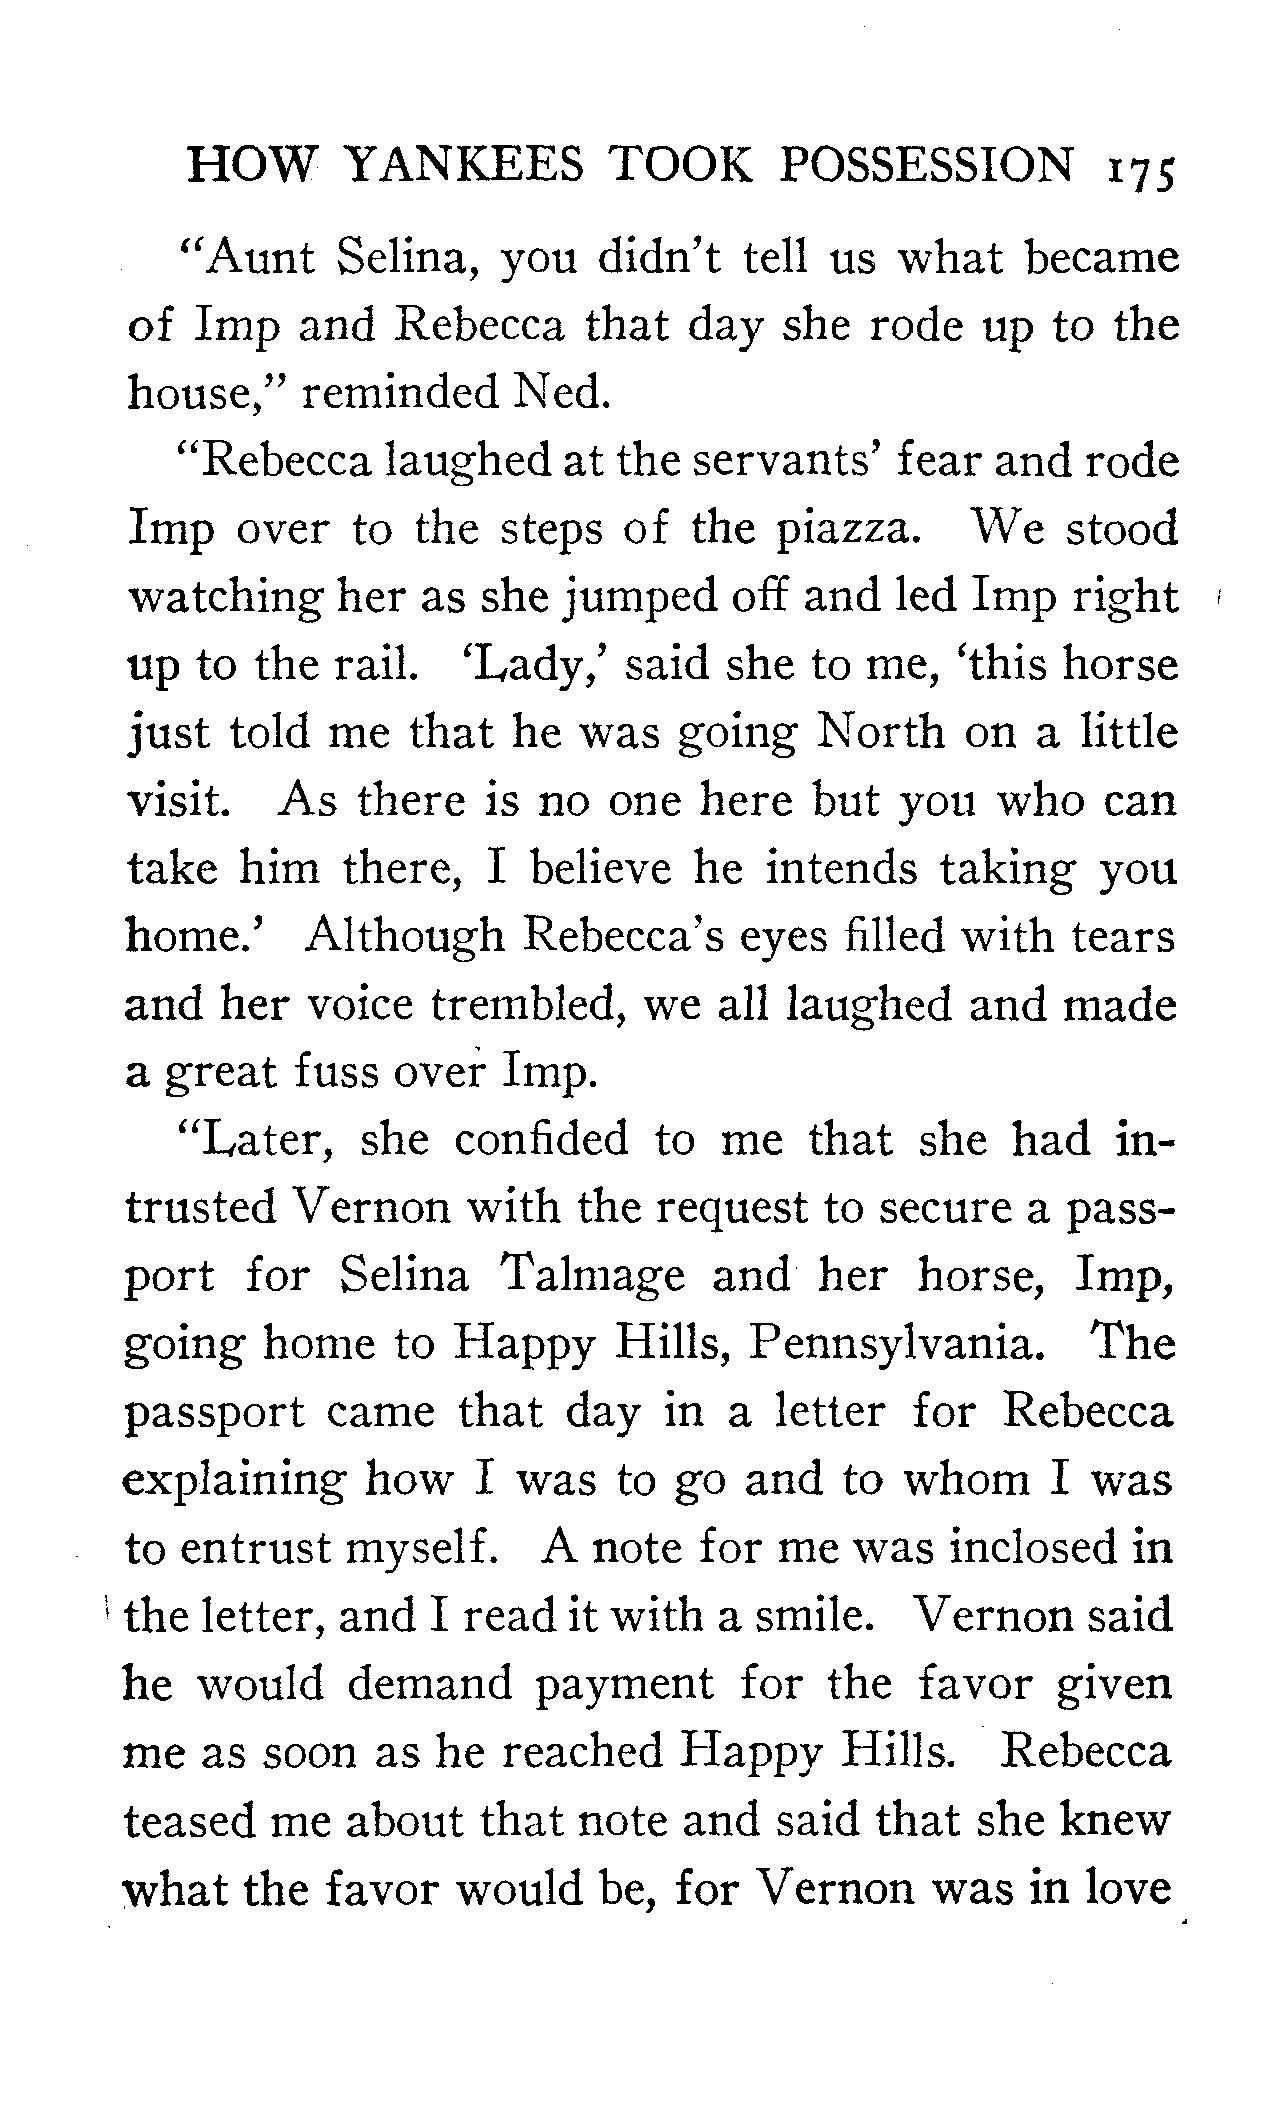 HOW YANKEES TOOK POSSESSION 175
"Aunt Selina, you didn't tell us what became
of Imp and Rebecca that day she rode up to the
house," reminded Ned.
"Rebecca laughed at the servants' fear and rode
Imp over to the steps of the piazza. We stood
watching her as she jumped off and led Imp right
up to the rail. 'Lady,' said she to me, 'this horse
just told me that he was going North on a little
visit. As there is no one here but you who can
take him there, I believe he intends taking you
home.' Although Rebecca's eyes filled with tears
and her voice trembled, we all laughed and made
a great fuss over Imp.
"Later, she confided to me that she had in-
trusted Vernon with the request to secure a pass-
port for Selina Talmage and her horse, Imp,
going home to Happy Hills, Pennsylvania. The
passport came that day in a letter for Rebecca
explaining how I was to go and to whom I was
to entrust myself. A note for me was inclosed in
the letter, and I read it with a smile. Vernon said
he would demand payment for the favor given
me as soon as he reached Happy Hills. Rebecca
teased me about that note and said that she knew
what the favor would be, for Vernon was in love